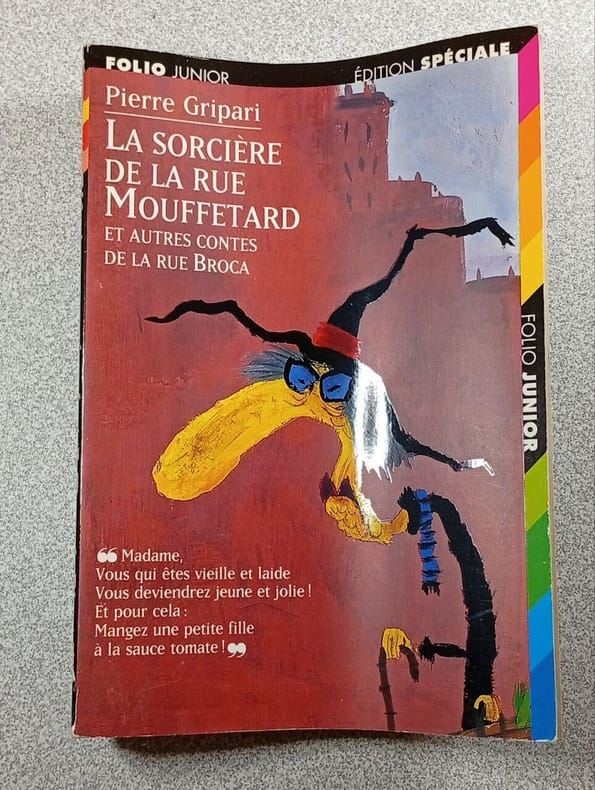 FOLIO JUNIOR
ÉDITION SPÉCIALE
Pierre Gripari
LA SORCIÈRE
DE LA RUE
MOUFFETARD
ET AUTRES CONTES
DE LA RUE BROCA
FOLIO JUNIOR
❝ Madame,
Vous qui êtes vieille et laide
Vous deviendrez jeune et jolie !
Et pour cela :
Mangez une petite fille
à la sauce tomate ! ❞